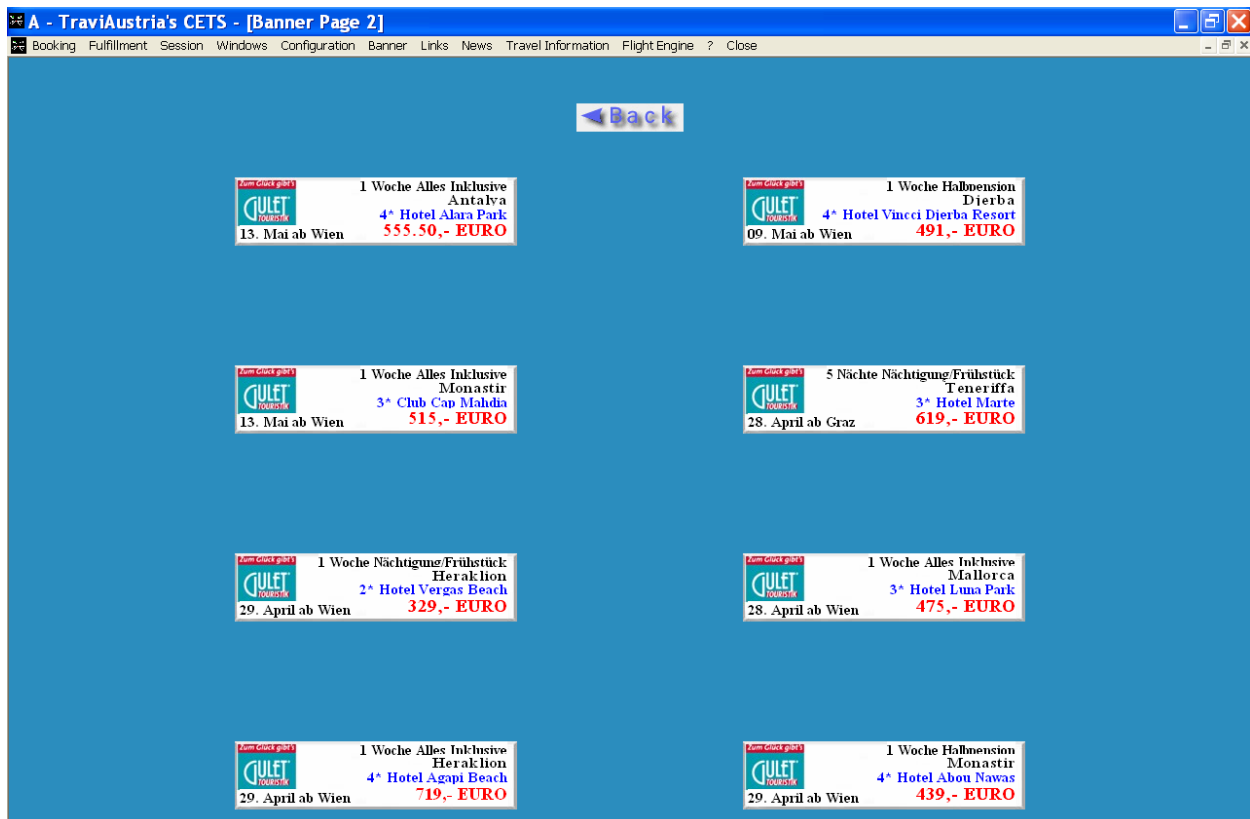 A - TraviAustria's CETS - [Banner Page 2]
Booking Fulfillment Session Windows Configuration Banner Links News Travel Information Flight Engine ? Close
Back
Zum Glück gibt's
GULET
TOURISTIK
1 Woche Alles Inklusive
Antalya
4* Hotel Alara Park
13. Mai ab Wien 555.50,- EURO
Zum Glück gibt's
GULET
TOURISTIK
1 Woche Halbpension
Djerba
4* Hotel Vincci Djerba Resort
09. Mai ab Wien 491,- EURO
Zum Glück gibt's
GULET
TOURISTIK
1 Woche Alles Inklusive
Monastir
3* Club Cap Mahdia
13. Mai ab Wien 515,- EURO
Zum Glück gibt's
GULET
TOURISTIK
5 Nächte Nächtigung/Frühstück
Teneriffa
3* Hotel Marte
28. April ab Graz 619,- EURO
Zum Glück gibt's
GULET
TOURISTIK
1 Woche Nächtigung/Frühstück
Heraklion
2* Hotel Vergas Beach
29. April ab Wien 329,- EURO
Zum Glück gibt's
GULET
TOURISTIK
1 Woche Alles Inklusive
Mallorca
3* Hotel Luna Park
28. April ab Wien 475,- EURO
Zum Glück gibt's
GULET
TOURISTIK
1 Woche Alles Inklusive
Heraklion
4* Hotel Agapi Beach
29. April ab Wien 719,- EURO
Zum Glück gibt's
GULET
TOURISTIK
1 Woche Halbpension
Monastir
4* Hotel Abou Nawas
29. April ab Wien 439,- EURO